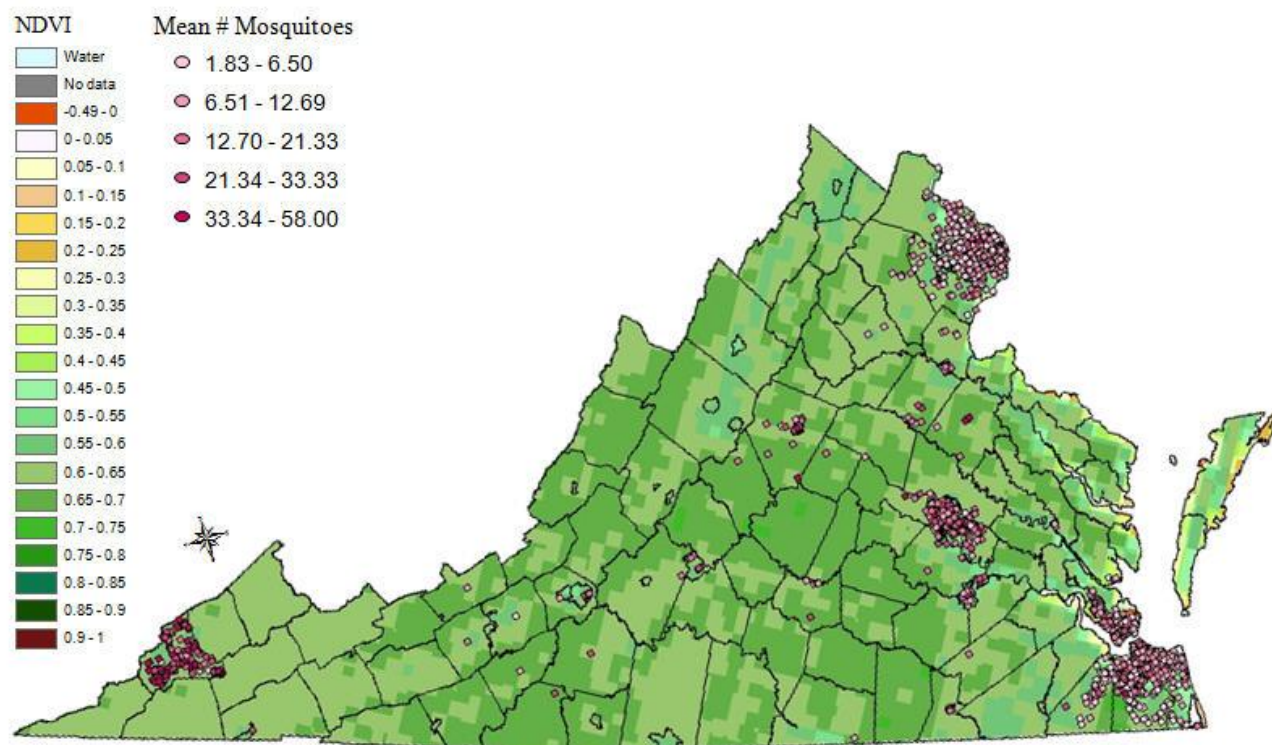 NDVI
Water
No data
-0.49 - 0
0 - 0.05
0.05 - 0.1
0.1 - 0.15
0.15 - 0.2
0.2 - 0.25
0.25 - 0.3
0.3 - 0.35
0.35 - 0.4
0.4 - 0.45
0.45 - 0.5
0.5 - 0.55
0.55 - 0.6
0.6 - 0.65
0.65 - 0.7
0.7 - 0.75
0.75 - 0.8
0.8 - 0.85
0.85 - 0.9
0.9 - 1
Mean # Mosquitoes
1.83 - 6.50
6.51 - 12.69
12.70 - 21.33
21.34 - 33.33
33.34 - 58.00